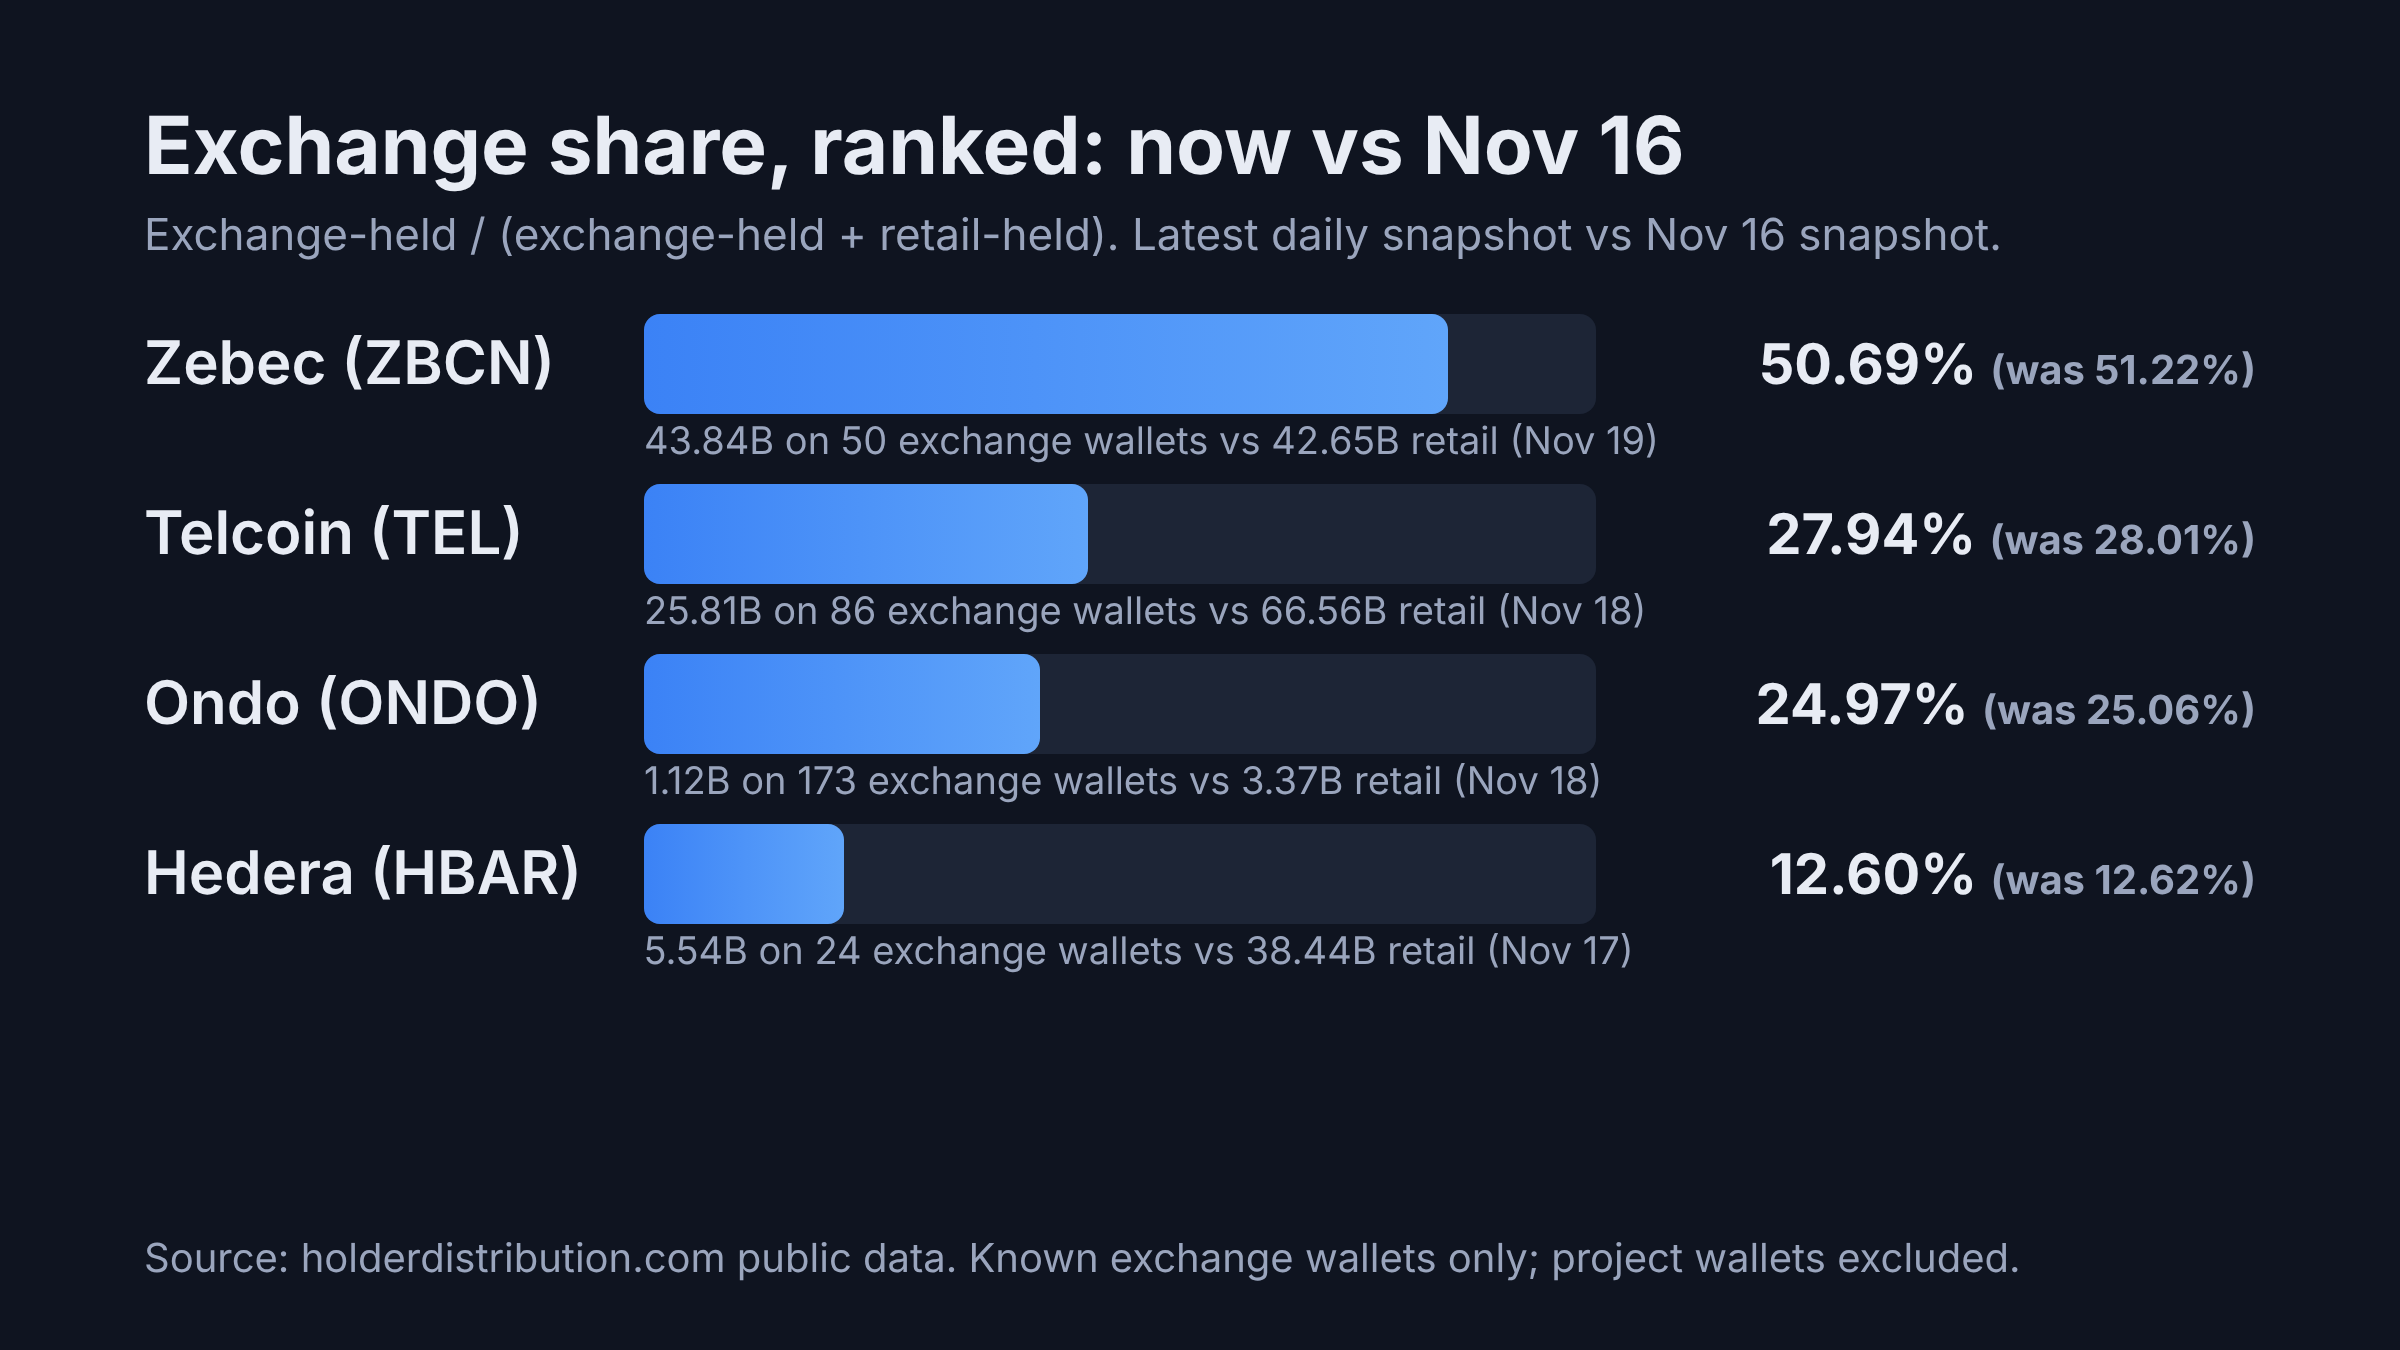 Exchange share, ranked: now vs Nov 16
Exchange-held / (exchange-held + retail-held). Latest daily snapshot vs Nov 16 snapshot.
Zebec (ZBCN)
50.69% (was 51.22%)
43.84B on 50 exchange wallets vs 42.65B retail (Nov 19)
Telcoin (TEL)
27.94% (was 28.01%)
25.81B on 86 exchange wallets vs 66.56B retail (Nov 18)
Ondo (ONDO)
24.97% (was 25.06%)
1.12B on 173 exchange wallets vs 3.37B retail (Nov 18)
Hedera (HBAR)
12.60% (was 12.62%)
5.54B on 24 exchange wallets vs 38.44B retail (Nov 17)
Source: holderdistribution.com public data. Known exchange wallets only; project wallets excluded.